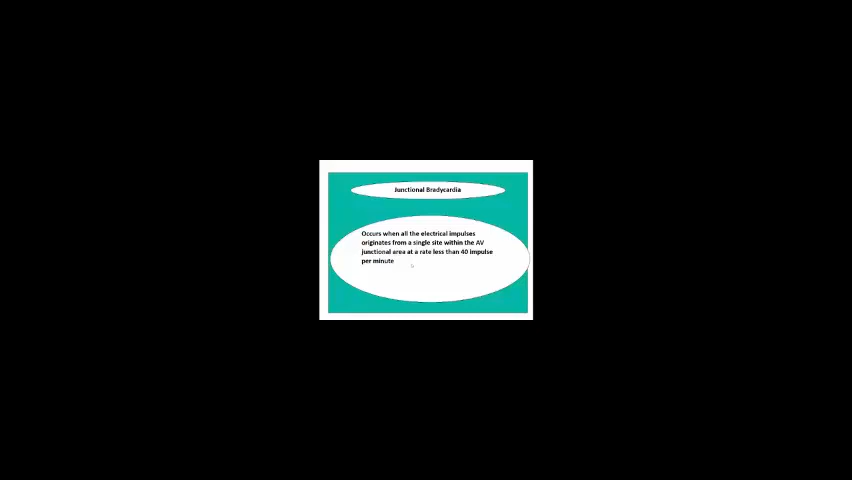 Junctional Bradycardia
Occurs when all the electrical impulses
originates from a single site within the AV
junctional area at a rate less than 40 impulse
per minute